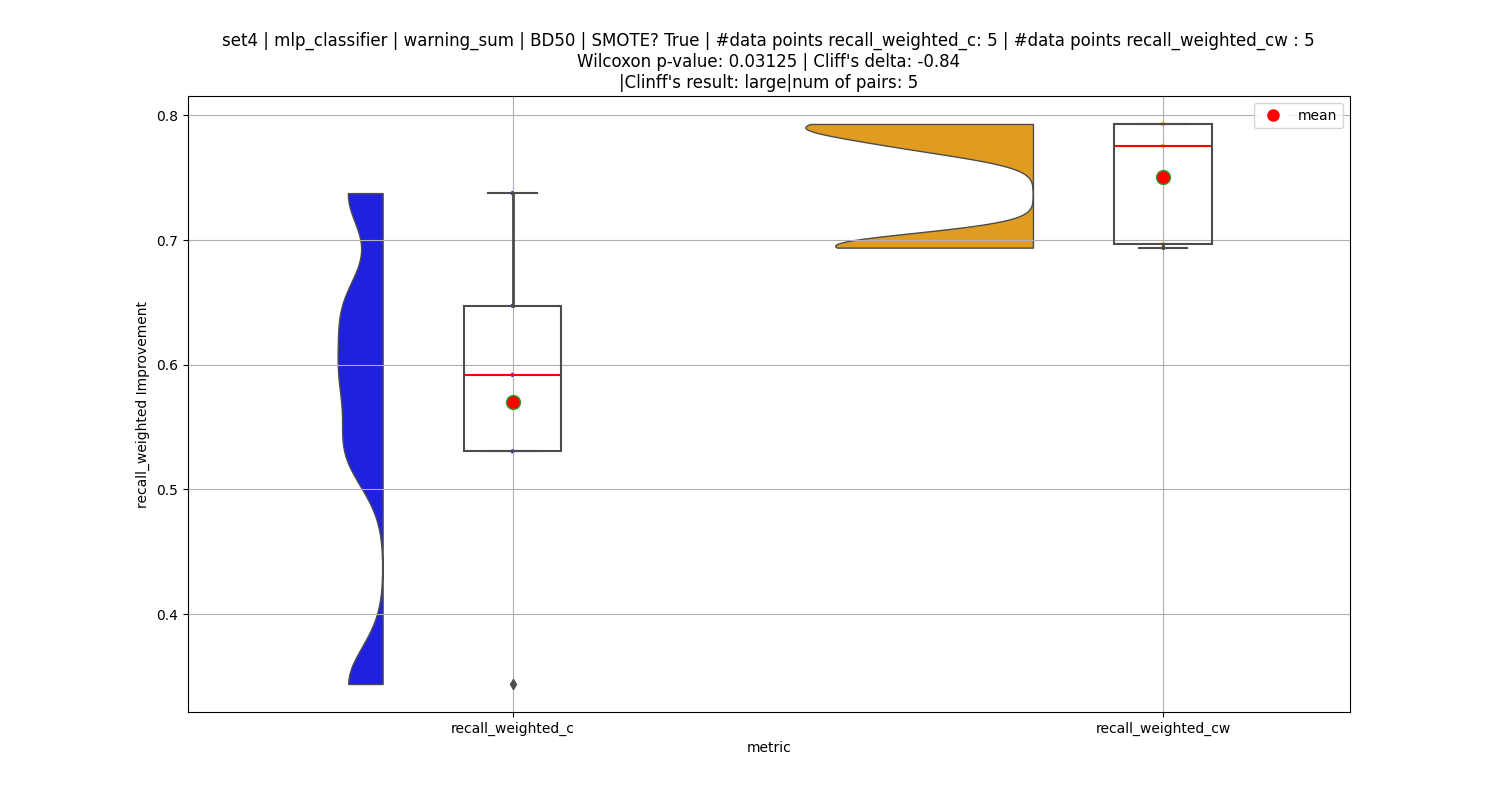 set4 | mlp_classifier | warning_sum | BD50 | SMOTE? True | #data points recall_weighted_c: 5 | #data points recall_weighted_cw : 5
Wilcoxon p-value: 0.03125 | Cliff's delta: -0.84
|Clinff's result: large|num of pairs: 5
mean
recall_weighted Improvement
0.8
0.7
0.6
0.5
0.4
recall_weighted_c
recall_weighted_cw
metric